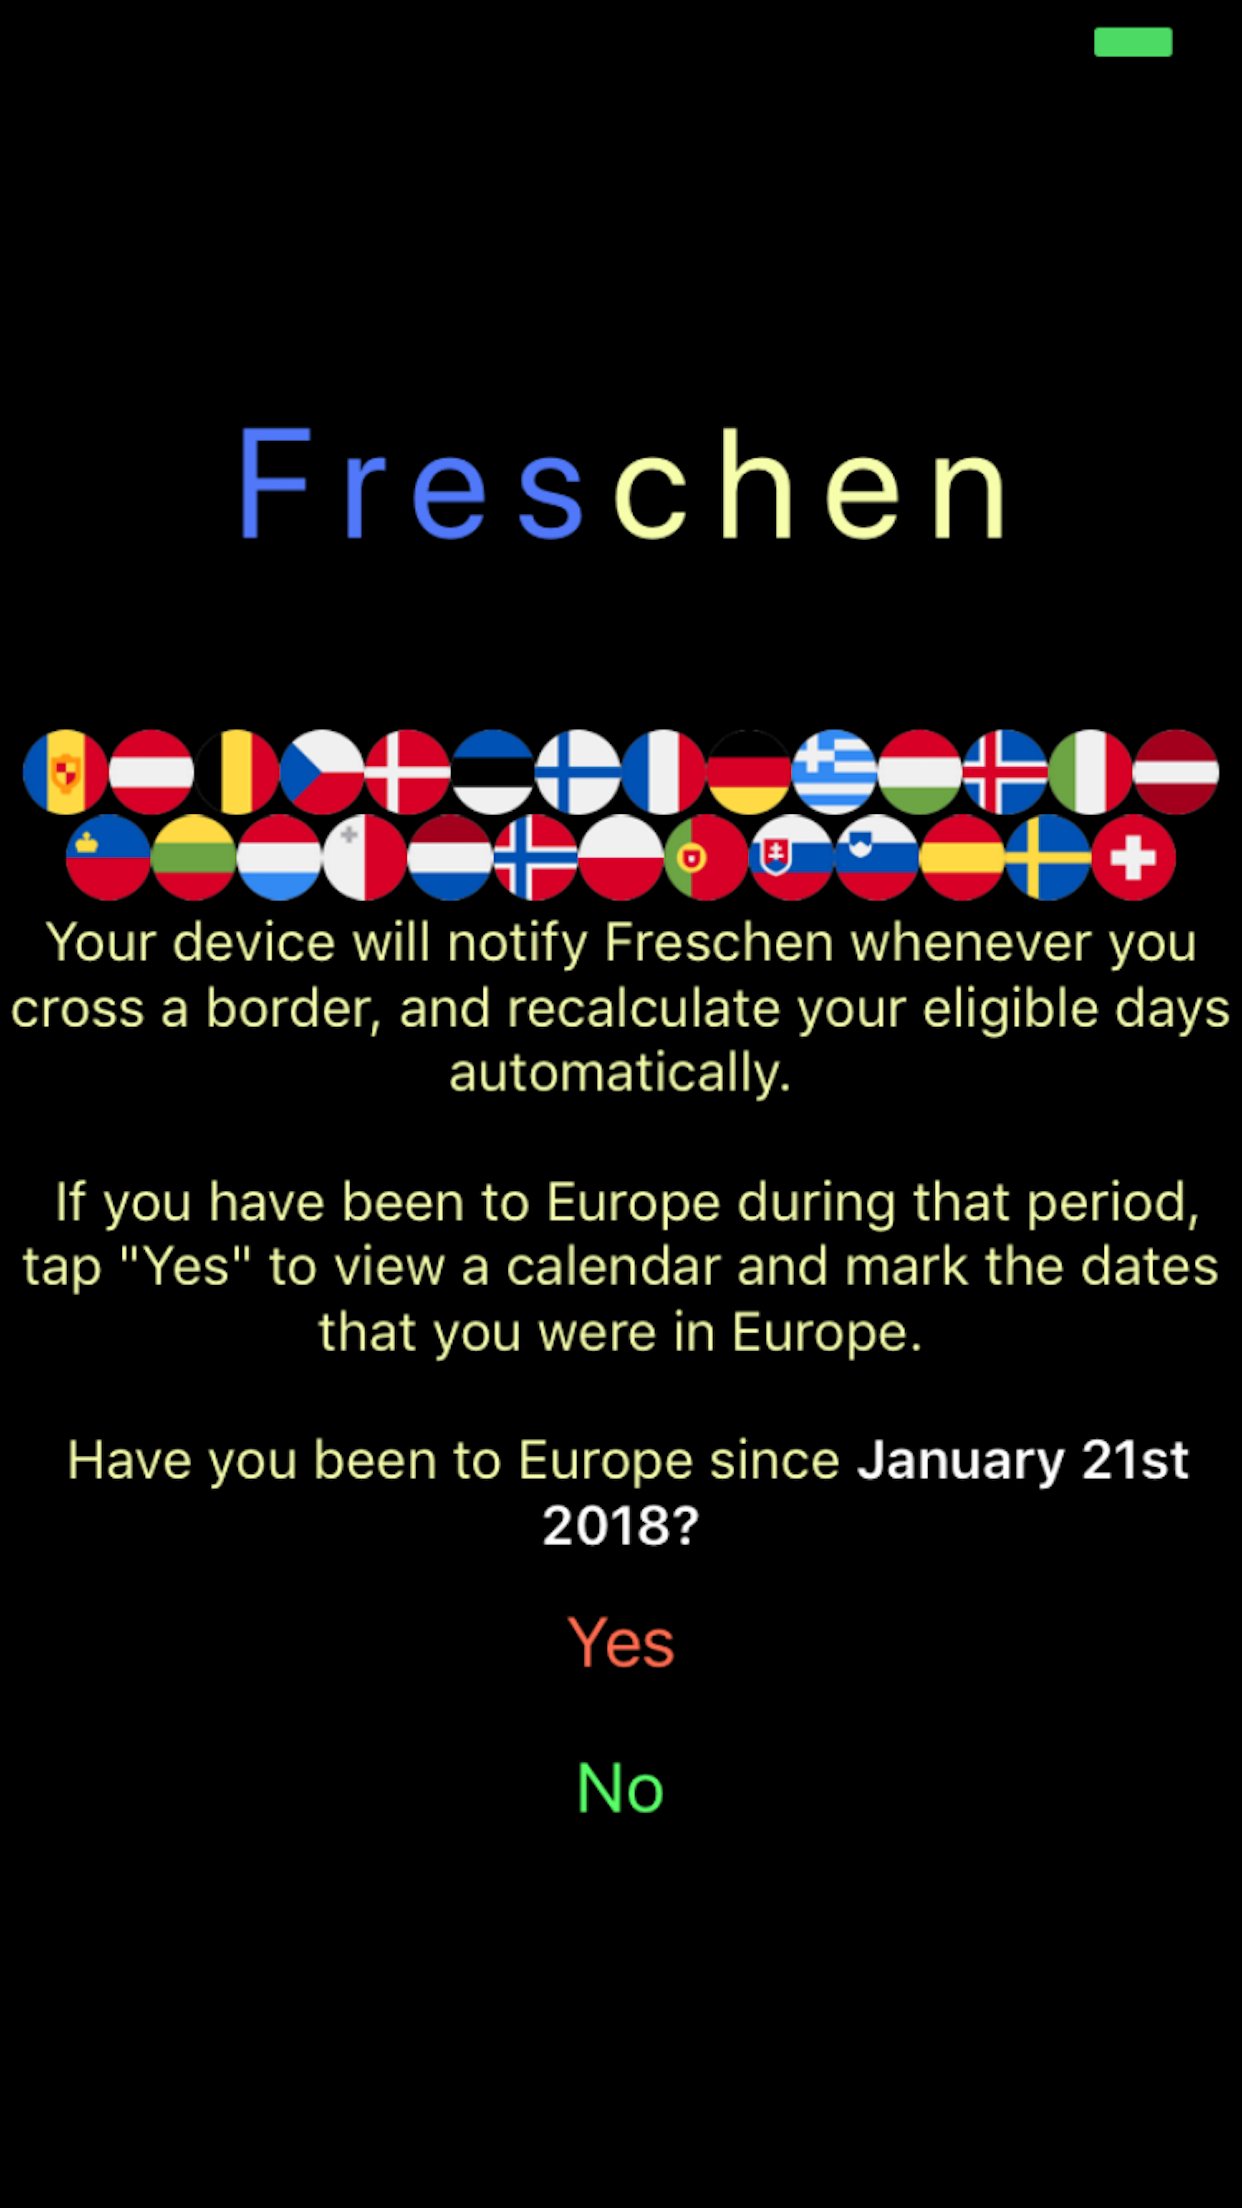 Freschen
Your device will notify Freschen whenever you
cross a border, and recalculate your eligible days
automatically.
If you have been to Europe during that period,
tap "Yes" to view a calendar and mark the dates
that you were in Europe.
Have you been to Europe since January 21st
2018?
Yes
No